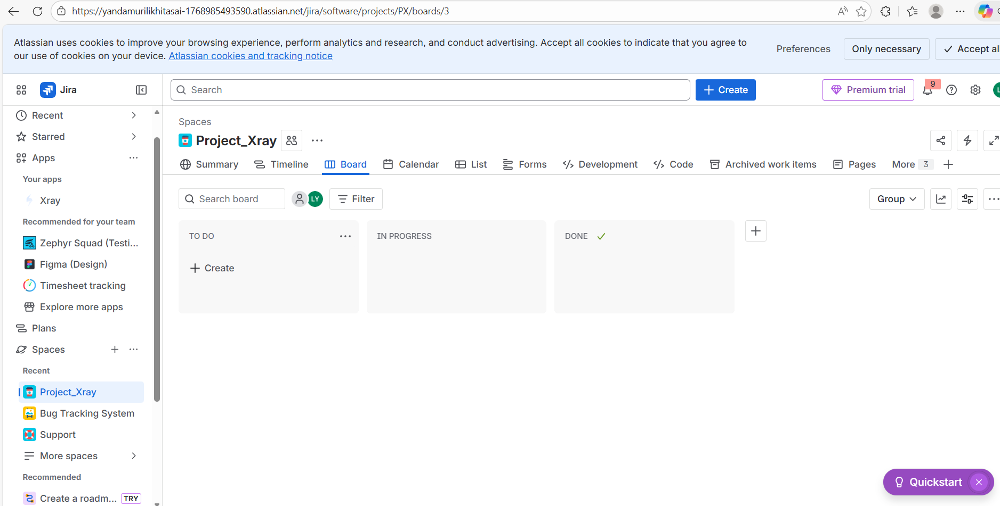 https://yandamurilikhitasai-1768985493590.atlassian.net/jira/software/projects/PX/boards/3
Atlassian uses cookies to improve your browsing experience, perform analytics and research, and conduct advertising. Accept all cookies to indicate that you agree to
our use of cookies on your device. Atlassian cookies and tracking notice
Preferences
Only necessary
Accept al
Jira
Search
Create
Premium trial
9
Recent
Starred
Apps
Your apps
Xray
Recommended for your team
Zephyr Squad (Testi...
Figma (Design)
Timesheet tracking
Explore more apps
Plans
Spaces
Recent
Project_Xray
Bug Tracking System
Support
More spaces
Recommended
Create a roadm... TRY
Spaces
Project_Xray
Summary
Timeline
Board
Calendar
List
Forms
Development
Code
Archived work items
Pages
More 3
Search board
LY
Filter
Group
TO DO
Create
IN PROGRESS
DONE
Quickstart